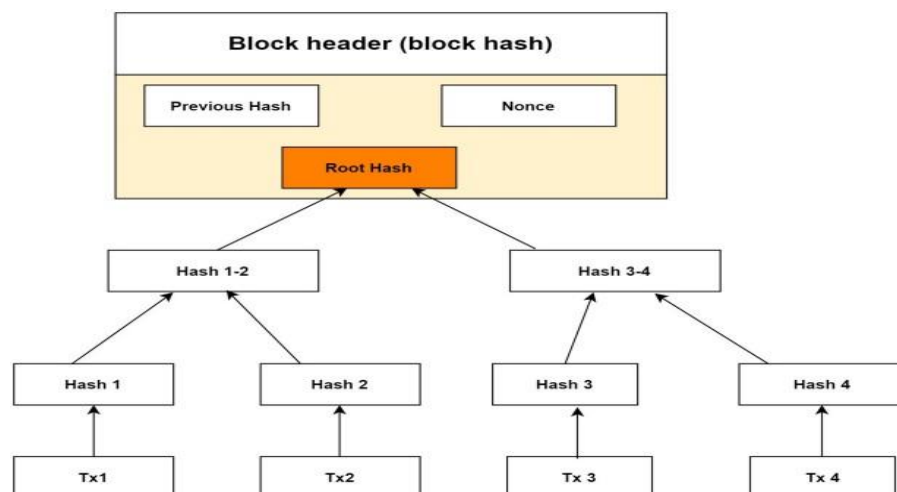 Block header (block hash)
Previous Hash
Nonce
Root Hash
Hash 1-2
Hash 3-4
Hash 1
Hash 2
Hash 3
Hash 4
Tx1
Tx2
Tx 3
Tx 4